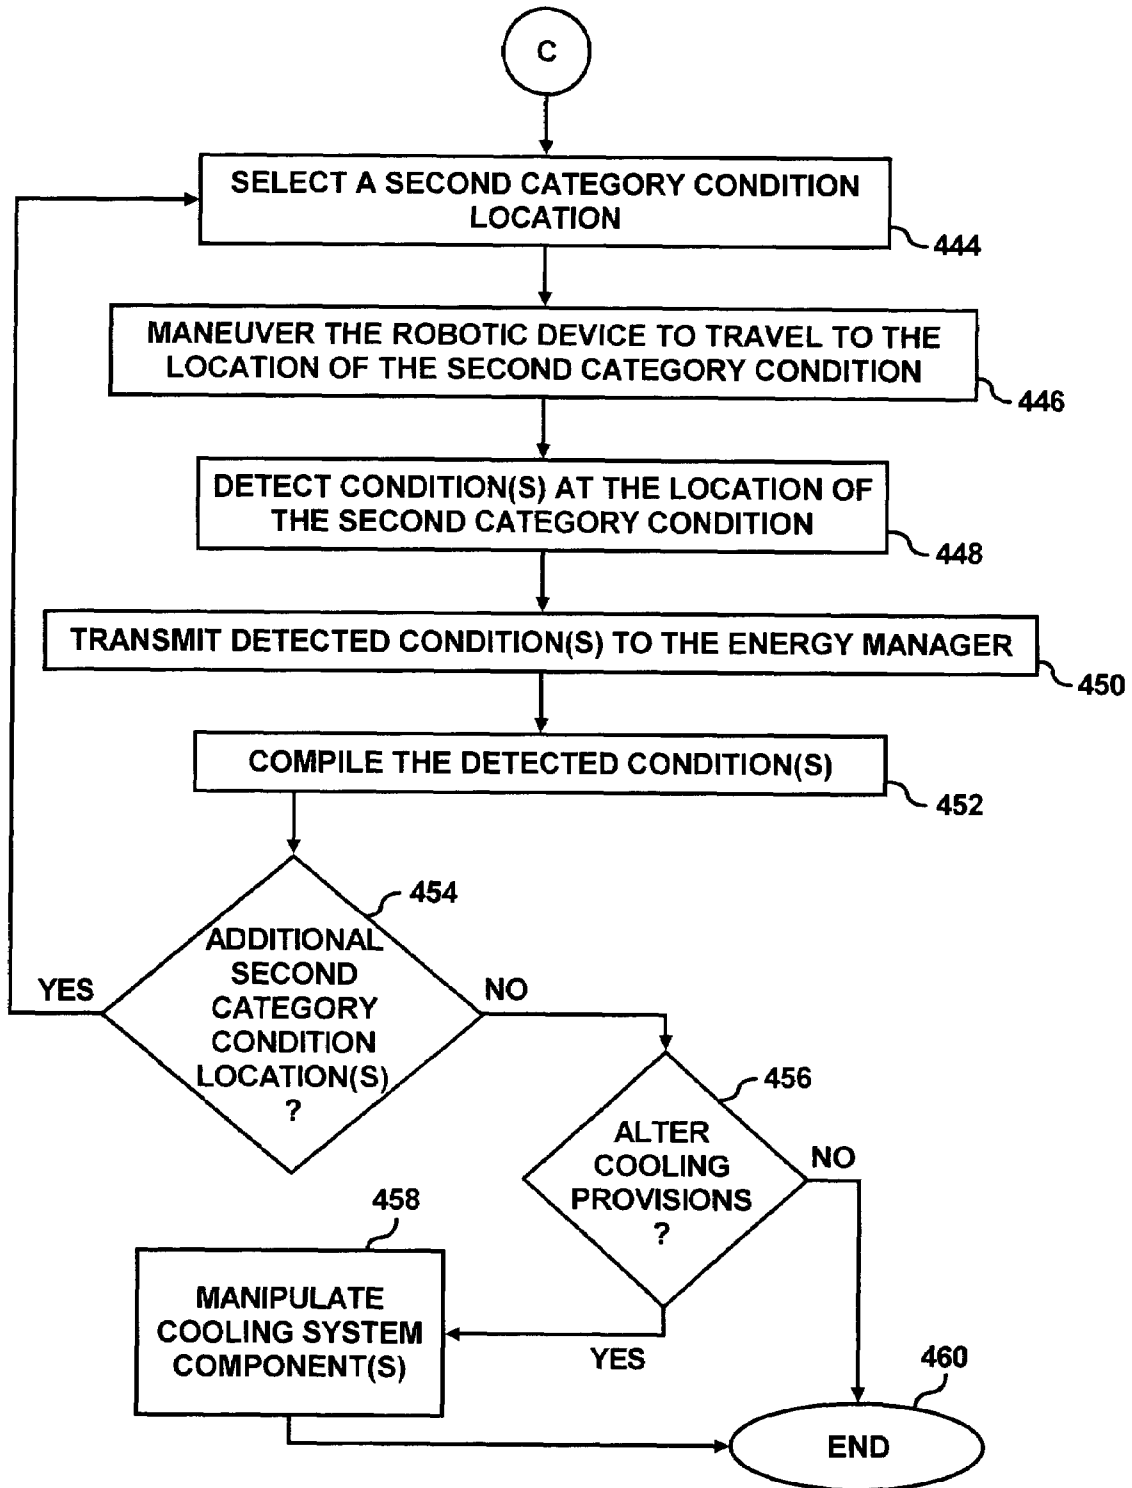 C
SELECT A SECOND CATEGORY CONDITION
LOCATION
444
MANEUVER THE ROBOTIC DEVICE TO TRAVEL TO THE
LOCATION OF THE SECOND CATEGORY CONDITION
446
DETECT CONDITION(S) AT THE LOCATION OF
THE SECOND CATEGORY CONDITION
448
TRANSMIT DETECTED CONDITION(S) TO THE ENERGY MANAGER
450
COMPILE THE DETECTED CONDITION(S)
452
454
ADDITIONAL
SECOND
CATEGORY
CONDITION
LOCATION(S)
?
YES
NO
456
ALTER
COOLING
PROVISIONS
?
NO
YES
458
MANIPULATE
COOLING SYSTEM
COMPONENT(S)
460
END